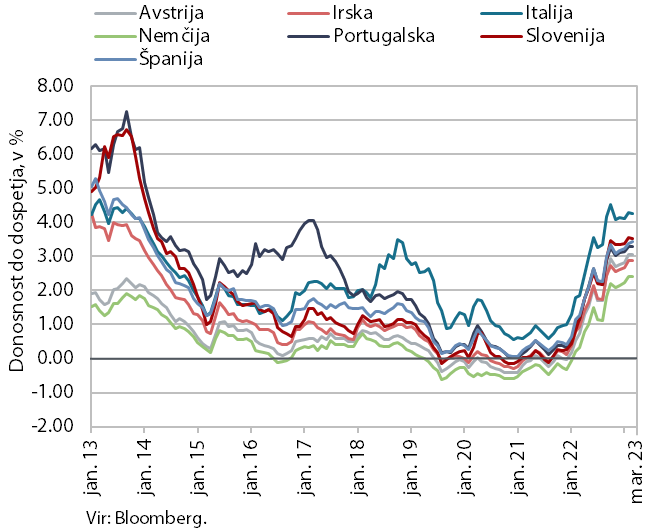 Avstrija
Irska
Italija
Nemčija
Portugalska
Slovenija
Španija
Donosnost do dospetja, v %
8.00
7.00
6.00
5.00
4.00
3.00
2.00
1.00
0.00
-1.00
-2.00
jan. 13
jan. 14
jan. 15
jan. 16
jan. 17
jan. 18
jan. 19
jan. 20
jan. 21
jan. 22
mar. 23
Vir: Bloomberg.